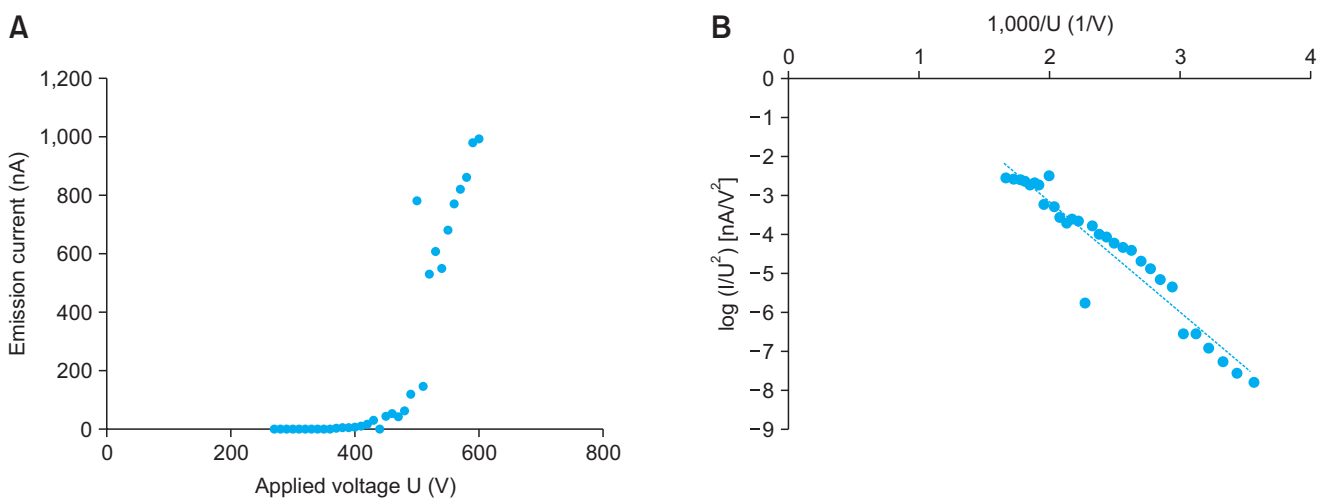 A
Emission current (nA)
1,200
1,000
800
600
400
200
0
0 200 400 600 800
Applied voltage U (V)
B
1,000/U (1/V)
0 1 2 3 4
log (I/U²) [nA/V²]
0
−1
−2
−3
−4
−5
−6
−7
−8
−9